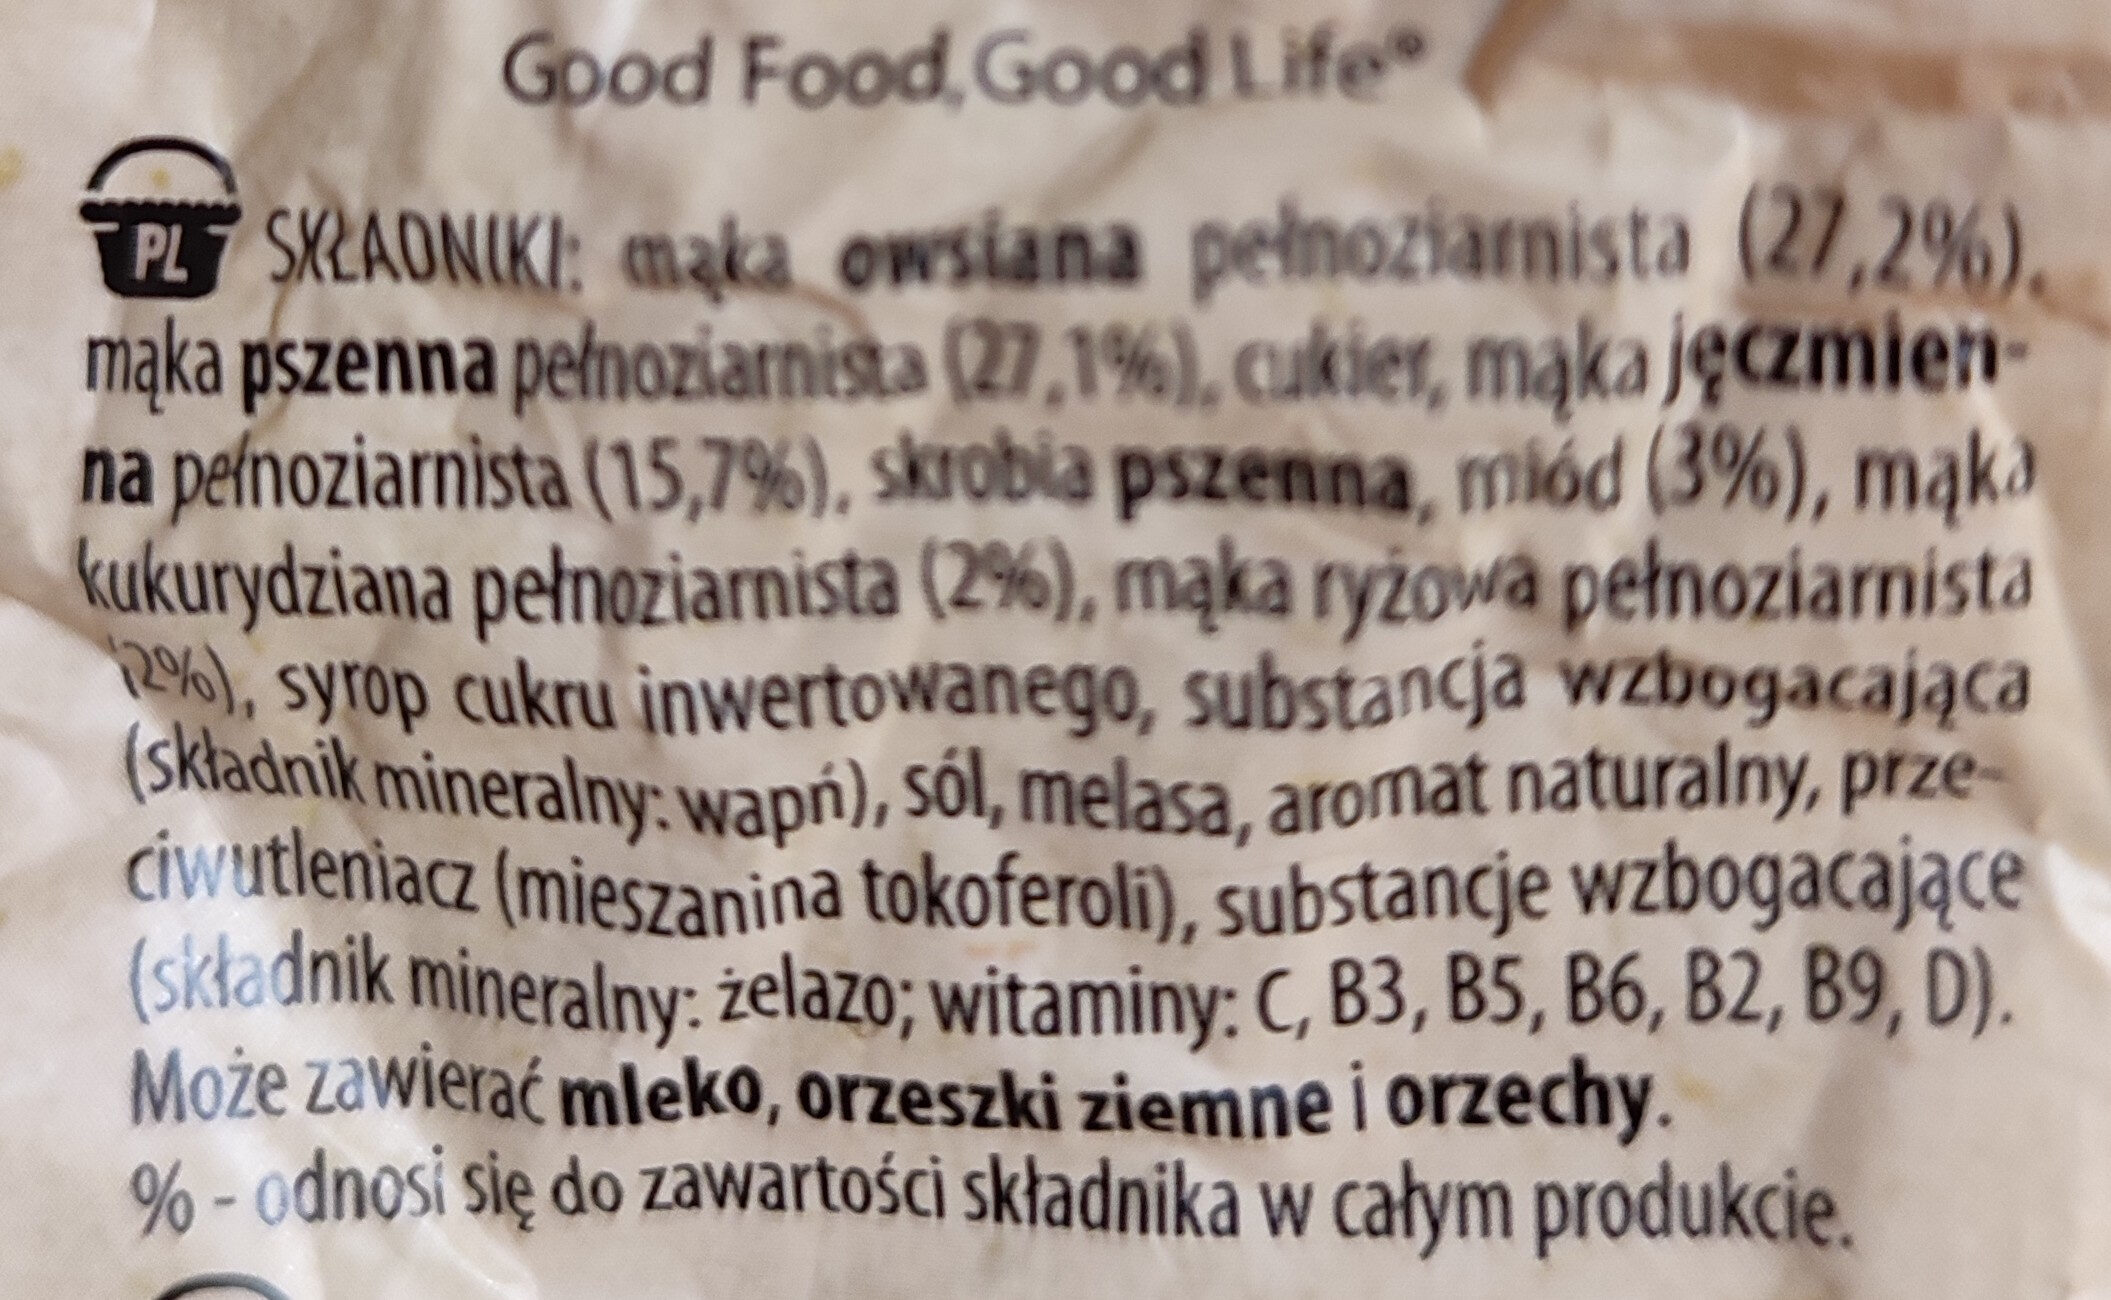 Good Food, Good Life®
PL SKŁADNIKI: mąka owsiana pełnoziarnista (27,2%),
mąka pszenna pełnoziarnista (27,1%), cukier, mąka jęczmien-
na pełnoziarnista (15,7%), skrobia pszenna, miód (3%), mąka
kukurydziana pełnoziarnista (2%), mąka ryżowa pełnoziarnista
(2%), syrop cukru inwertowanego, substancja wzbogacająca
(składnik mineralny: wapń), sól, melasa, aromat naturalny, prze-
ciwutleniacz (mieszanina tokoferoli), substancje wzbogacające
(składnik mineralny: żelazo; witaminy: C, B3, B5, B6, B2, B9, D).
Może zawierać mleko, orzeszki ziemne i orzechy.
% - odnosi się do zawartości składnika w całym produkcie.